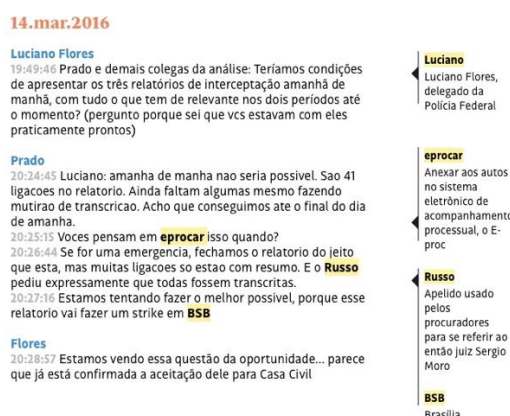 14.mar.2016
Luciano Flores
19:49:46 Prado e demais colegas da análise: Teríamos condições
de apresentar os três relatórios de interceptação amanhã de
manhã, com tudo o que tem de relevante nos dois períodos até
o momento? (pergunto porque sei que vcs estavam com eles
praticamente prontos)
Prado
20:24:45 Luciano: amanha de manha nao seria possivel. Sao 41
ligacoes no relatorio. Ainda faltam algumas mesmo fazendo
mutirao de transcricao. Acho que conseguimos ate o final do dia
de amanha.
20:25:15 Voces pensam em eprocar isso quando?
20:26:44 Se for uma emergencia, fechamos o relatorio do jeito
que esta, mas muitas ligacoes so estao com resumo. E o Russo
pediu expressamente que todas fossem transcritas.
20:27:16 Estamos tentando fazer o melhor possivel, porque esse
relatorio vai fazer um strike em BSB
Flores
20:28:57 Estamos vendo essa questão da oportunidade... parece
que já está confirmada a aceitação dele para Casa Civil
Luciano
Luciano Flores,
delegado da
Polícia Federal
eprocar
Anexar aos autos
no sistema
eletrônico de
acompanhamento
processual, o E-
proc
Russo
Apelido usado
pelos
procuradores
para se referir ao
então juiz Sergio
Moro
BSB
Brasília